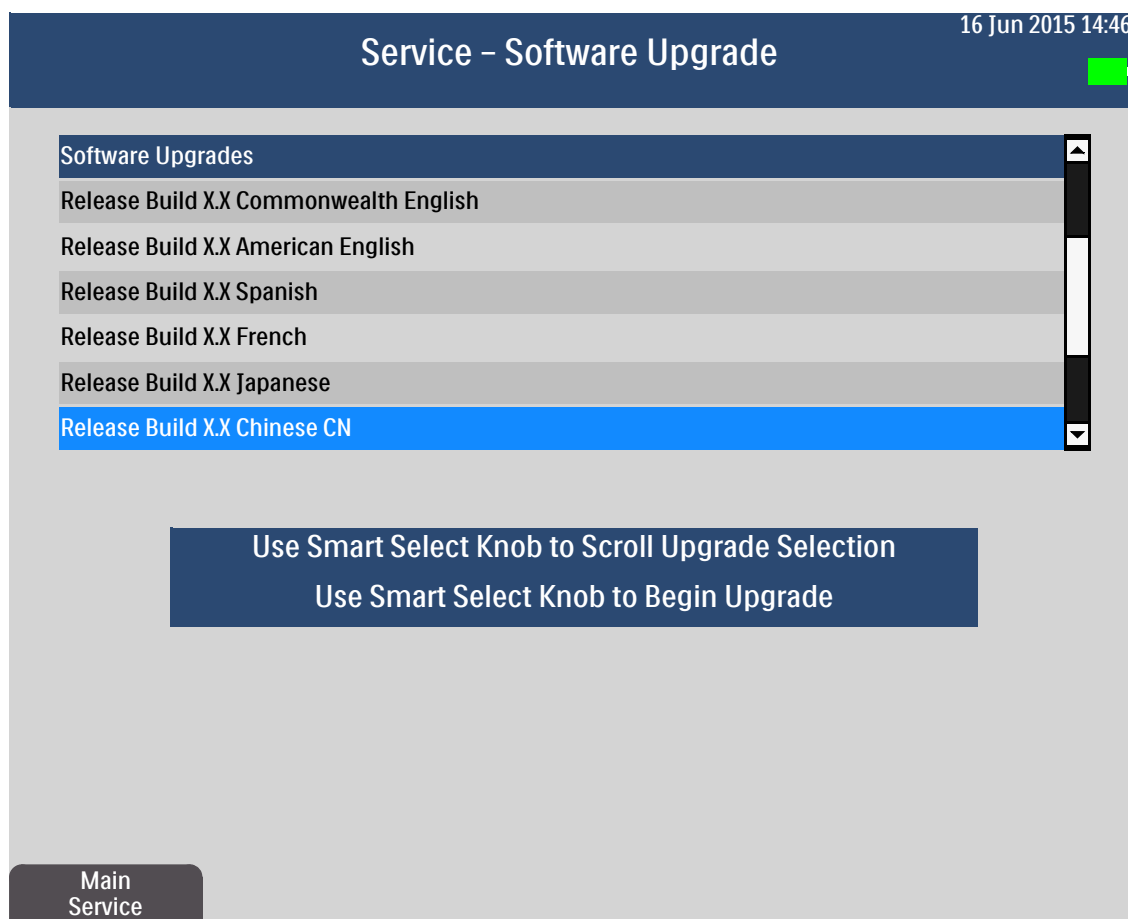 16 Jun 2015 14:46
Service – Software Upgrade
Software Upgrades
Release Build X.X Commonwealth English
Release Build X.X American English
Release Build X.X Spanish
Release Build X.X French
Release Build X.X Japanese
Release Build X.X Chinese CN
Use Smart Select Knob to Scroll Upgrade Selection
Use Smart Select Knob to Begin Upgrade
Main
Service